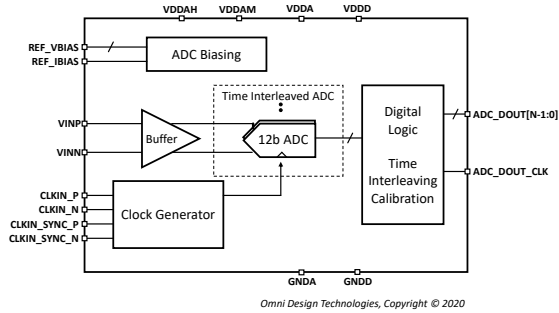 VDDAH
VDDAM
VDDA
VDDD
REF_VBIAS
REF_IBIAS
ADC Biasing
Time Interleaved ADC
VINP
VINN
Buffer
12b ADC
Digital
Logic
Time
Interleaving
Calibration
ADC_DOUT[N-1:0]
ADC_DOUT_CLK
CLKIN_P
CLKIN_N
CLKIN_SYNC_P
CLKIN_SYNC_N
Clock Generator
GNDA
GNDD
Omni Design Technologies, Copyright © 2020